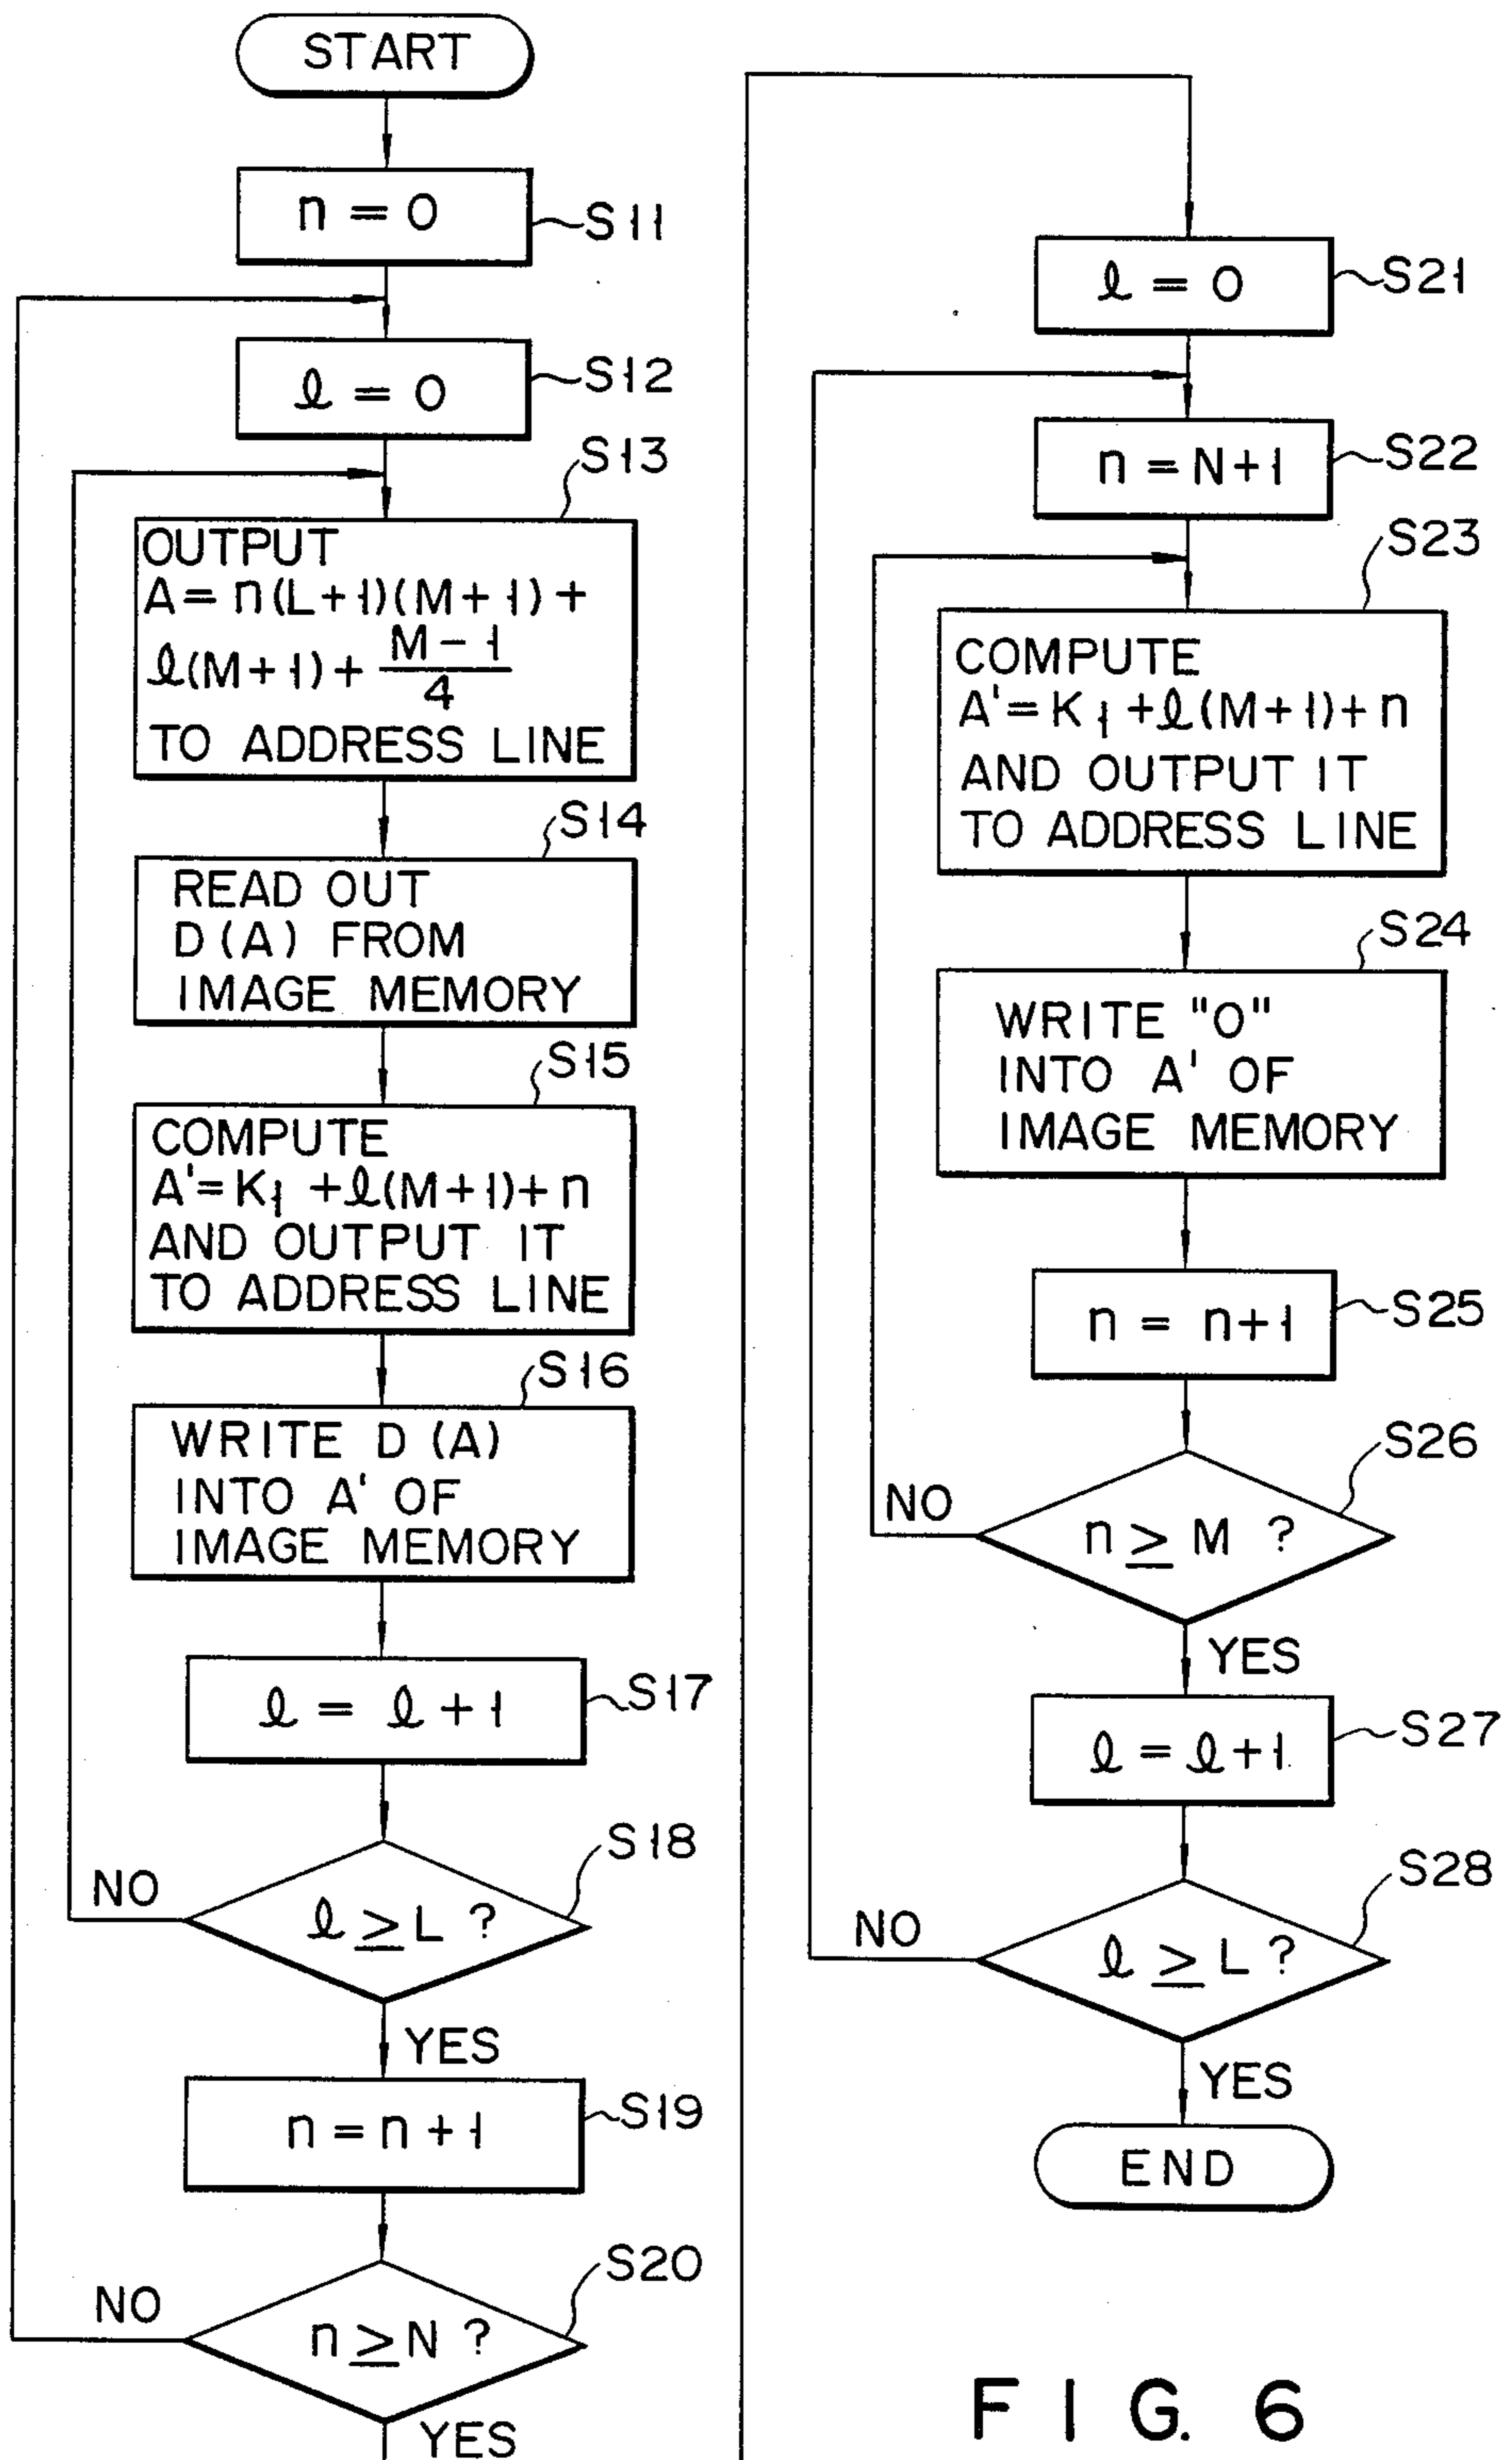 START
n = 0
S11
ℓ = 0
S12
S13
OUTPUT
A = n(L+1)(M+1)+
ℓ(M+1)+ (M-1)/4
TO ADDRESS LINE
S14
READ OUT
D(A) FROM
IMAGE MEMORY
S15
COMPUTE
A'=K1+ℓ(M+1)+n
AND OUTPUT IT
TO ADDRESS LINE
S16
WRITE D (A)
INTO A' OF
IMAGE MEMORY
ℓ = ℓ+1
S17
S18
NO
ℓ ≥ L ?
YES
n = n+1
S19
S20
NO
n ≥ N ?
YES
ℓ = 0
S21
n = N+1
S22
S23
COMPUTE
A'=K1+ℓ(M+1)+n
AND OUTPUT IT
TO ADDRESS LINE
S24
WRITE "0"
INTO A' OF
IMAGE MEMORY
n = n+1
S25
S26
NO
n ≥ M ?
YES
ℓ = ℓ+1
S27
S28
NO
ℓ ≥ L ?
YES
END
FIG. 6